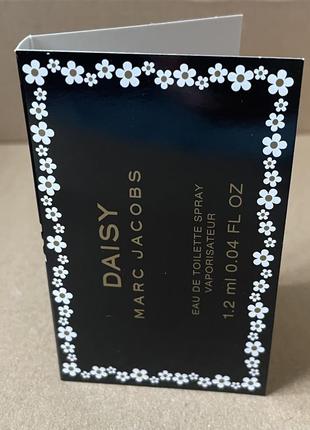 DAISY
MARC JACOBS
EAU DE TOILETTE SPRAY
VAPORISATEUR
1.2 ml 0.04 FL OZ